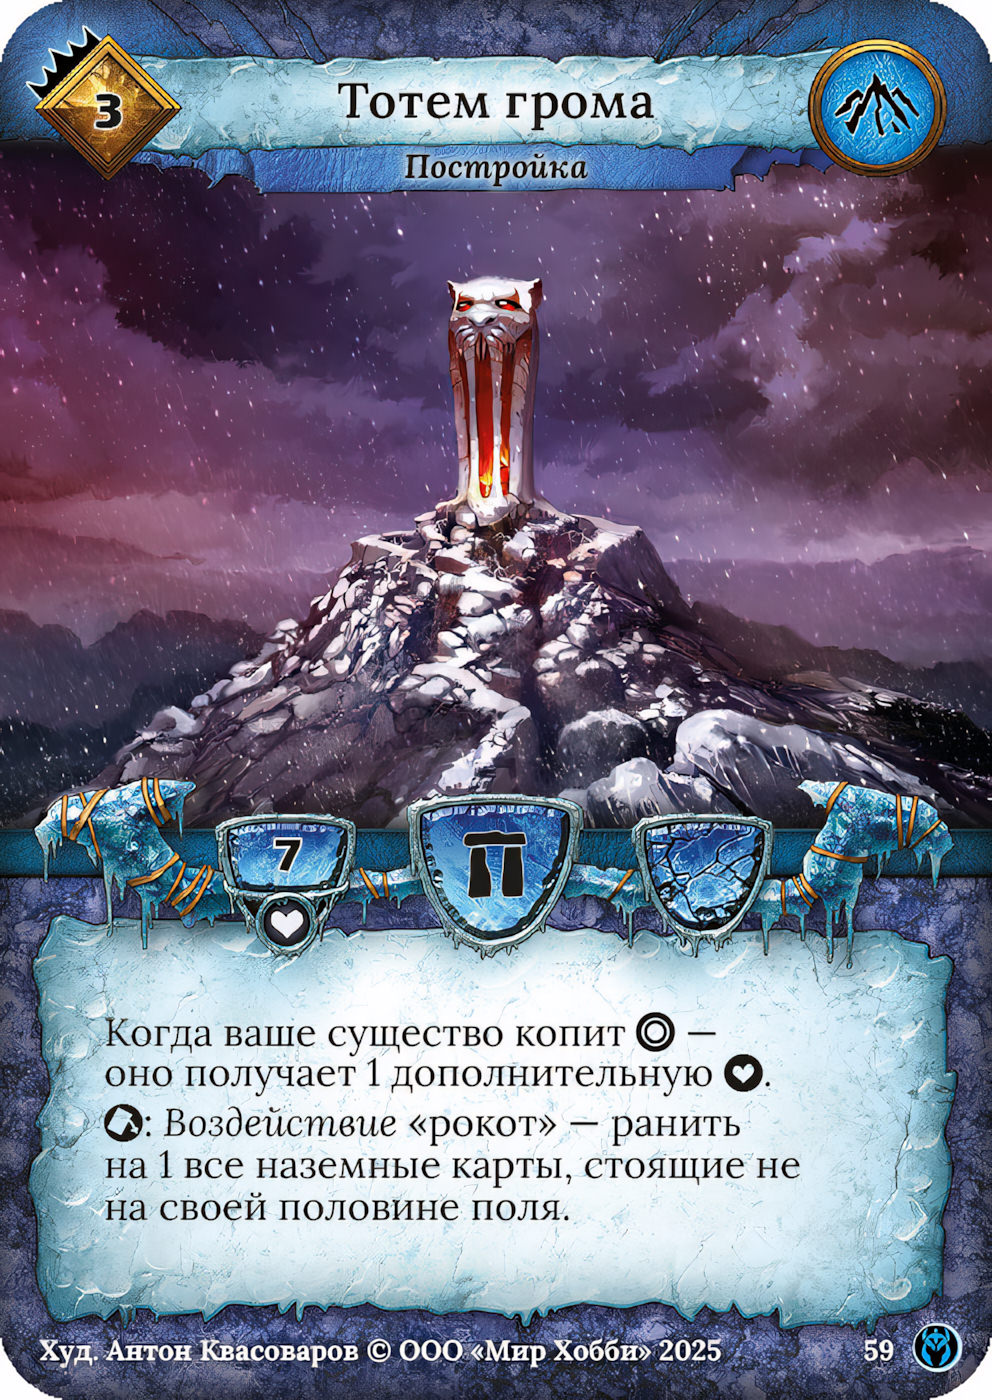 3
Тотем грома
Постройка
7
Когда ваше существо копит —
оно получает 1 дополнительную .
: Воздействие «рокот» — ранить
на 1 все наземные карты, стоящие не
на своей половине поля.
Худ. Антон Квасоваров © ООО «Мир Хобби» 2025
59